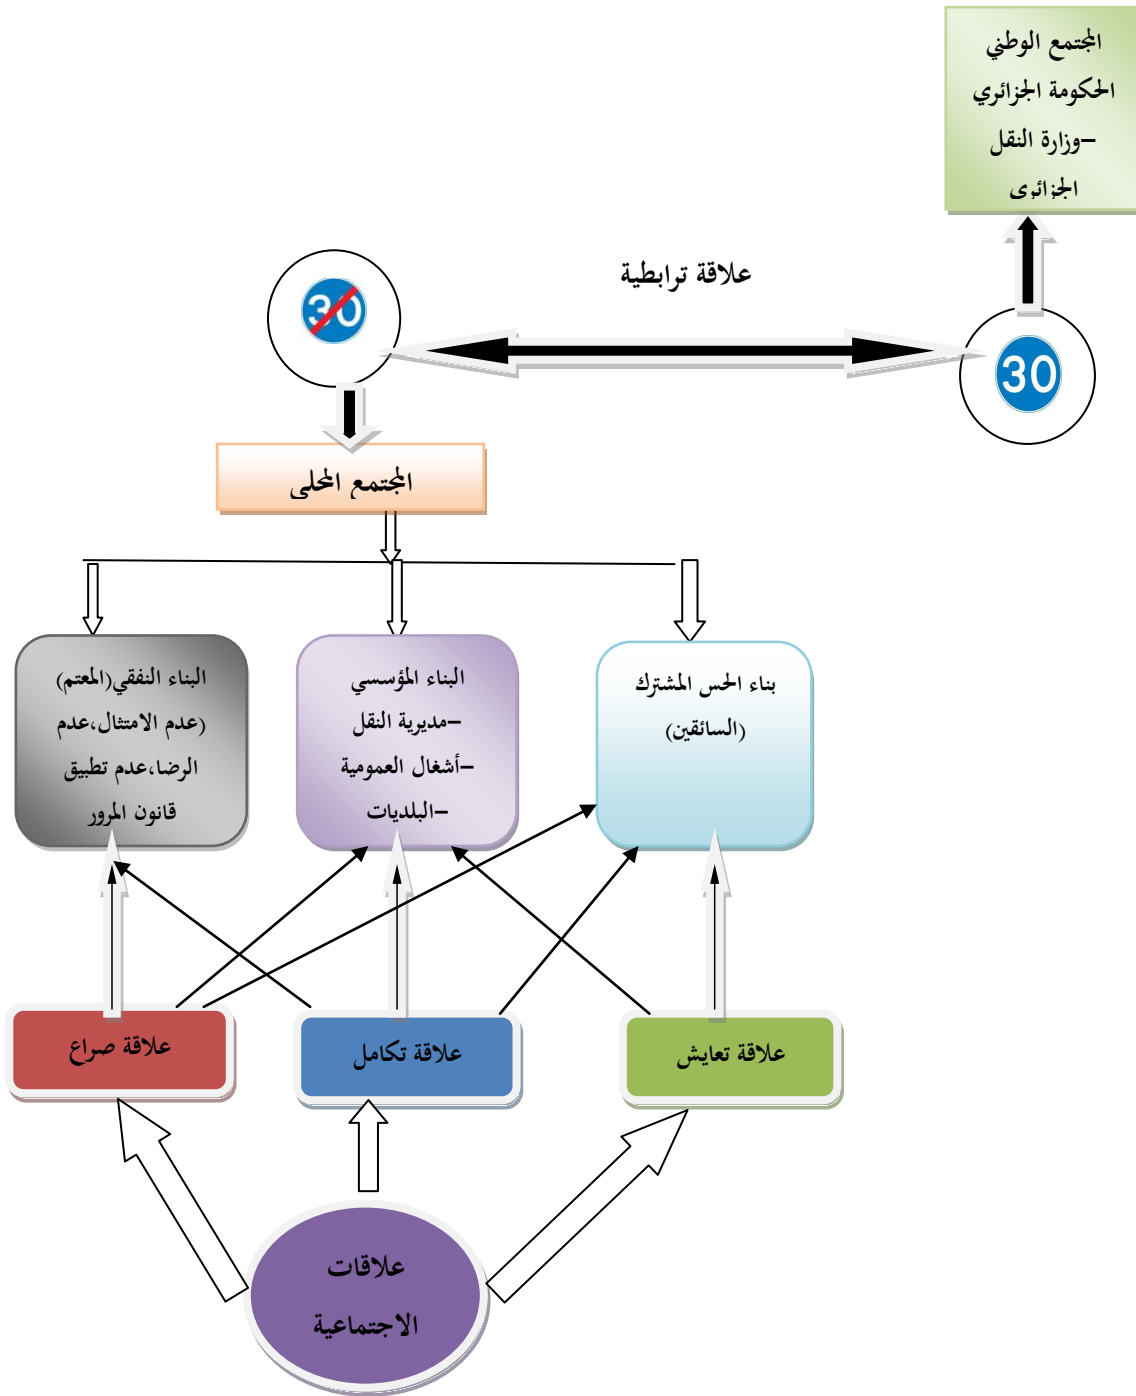 المجتمع الوطني
الحكومة الجزائري
-وزارة النقل
الجزائري
علاقة ترابطية
30
30
المجتمع المحلي
بناء الحس المشترك
(السائقين)
البناء المؤسسي
-مديرية النقل
-أشغال العمومية
-البلديات
البناء النفقي(المعتم)
(عدم الامتثال،عدم
الرضا،عدم تطبيق
قانون المرور
علاقة تعايش
علاقة تكامل
علاقة صراع
علاقات
الاجتماعية